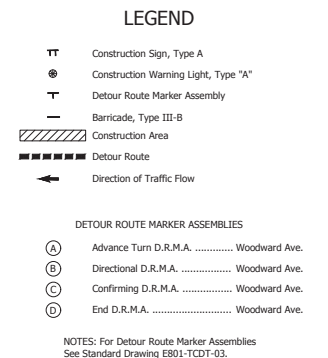 LEGEND
Construction Sign, Type A
Construction Warning Light, Type "A"
Detour Route Marker Assembly
Barricade, Type III-B
Construction Area
Detour Route
Direction of Traffic Flow
DETOUR ROUTE MARKER ASSEMBLIES
A Advance Turn D.R.M.A. ............. Woodward Ave.
B Directional D.R.M.A. ................. Woodward Ave.
C Confirming D.R.M.A. ................. Woodward Ave.
D End D.R.M.A. ........................... Woodward Ave.
NOTES: For Detour Route Marker Assemblies
See Standard Drawing E801-TCDT-03.